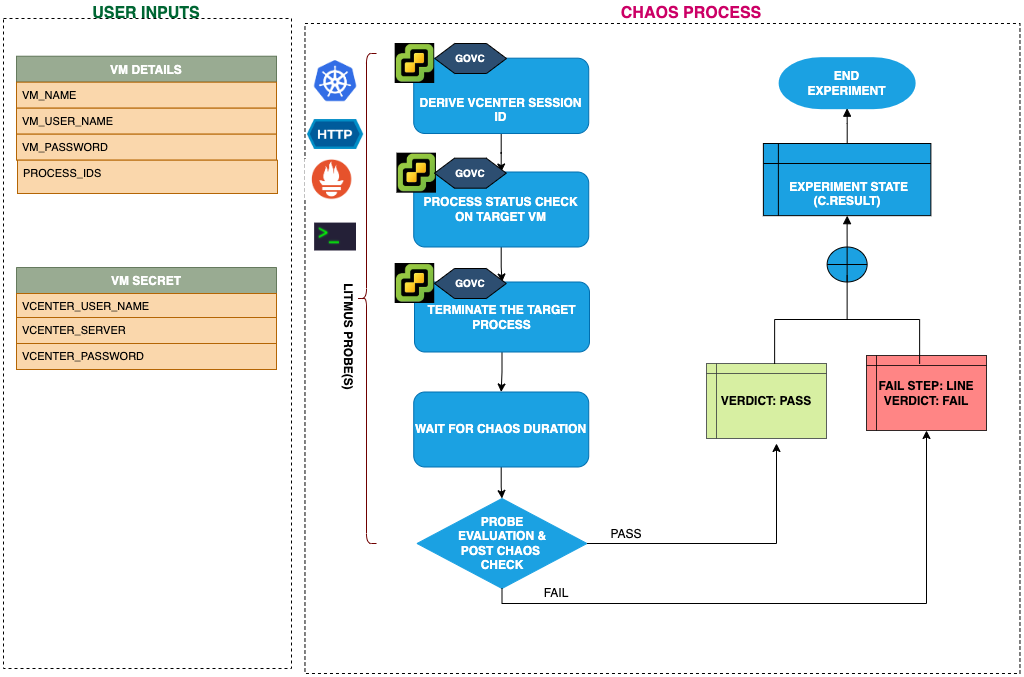 USER INPUTS
VM DETAILS
VM_NAME
VM_USER_NAME
VM_PASSWORD
PROCESS_IDS
VM SECRET
VCENTER_USER_NAME
VCENTER_SERVER
VCENTER_PASSWORD
CHAOS PROCESS
HTTP
>_
LITMUS PROBE(S)
GOVC
DERIVE VCENTER SESSION
ID
GOVC
PROCESS STATUS CHECK
ON TARGET VM
GOVC
TERMINATE THE TARGET
PROCESS
WAIT FOR CHAOS DURATION
PROBE
EVALUATION &
POST CHAOS
CHECK
PASS
FAIL
VERDICT: PASS
FAIL STEP: LINE
VERDICT: FAIL
EXPERIMENT STATE
(C.RESULT)
END
EXPERIMENT